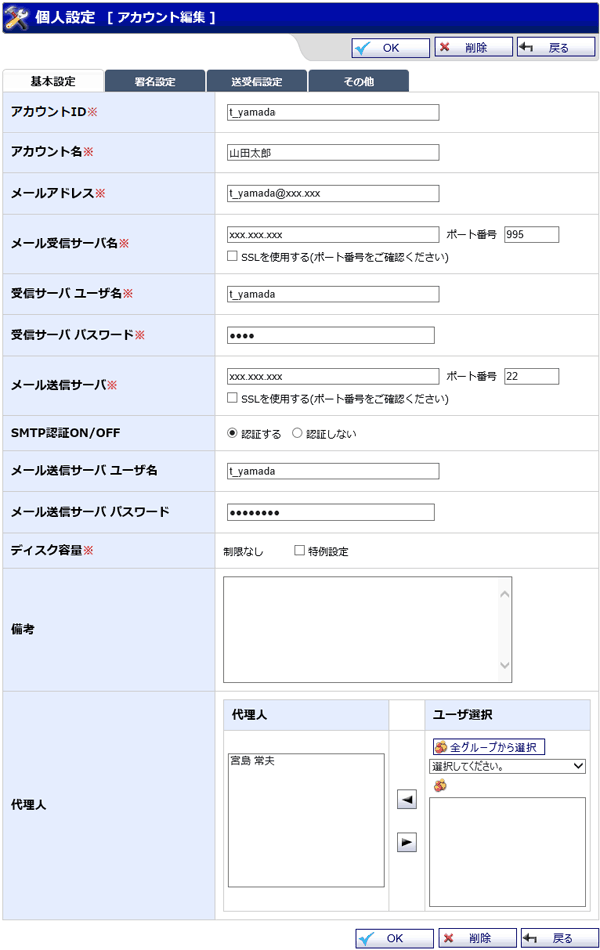 個人設定 [ アカウント編集 ]
OK 削除 戻る
基本設定 署名設定 送受信設定 その他
アカウントID※ t_yamada
アカウント名※ 山田太郎
メールアドレス※ t_yamada@xxx.xxx
メール受信サーバ名※ xxx.xxx.xxx ポート番号 995
SSLを使用する(ポート番号をご確認ください)
受信サーバ ユーザ名※ t_yamada
受信サーバ パスワード※ ●●●●
メール送信サーバ※ xxx.xxx.xxx ポート番号 22
SSLを使用する(ポート番号をご確認ください)
SMTP認証ON/OFF 認証する 認証しない
メール送信サーバ ユーザ名 t_yamada
メール送信サーバ パスワード ●●●●●●●●
ディスク容量※ 制限なし 特例設定
備考
代理人
代理人 ユーザ選択
全グループから選択
宮島 常夫 選択してください。
OK 削除 戻る